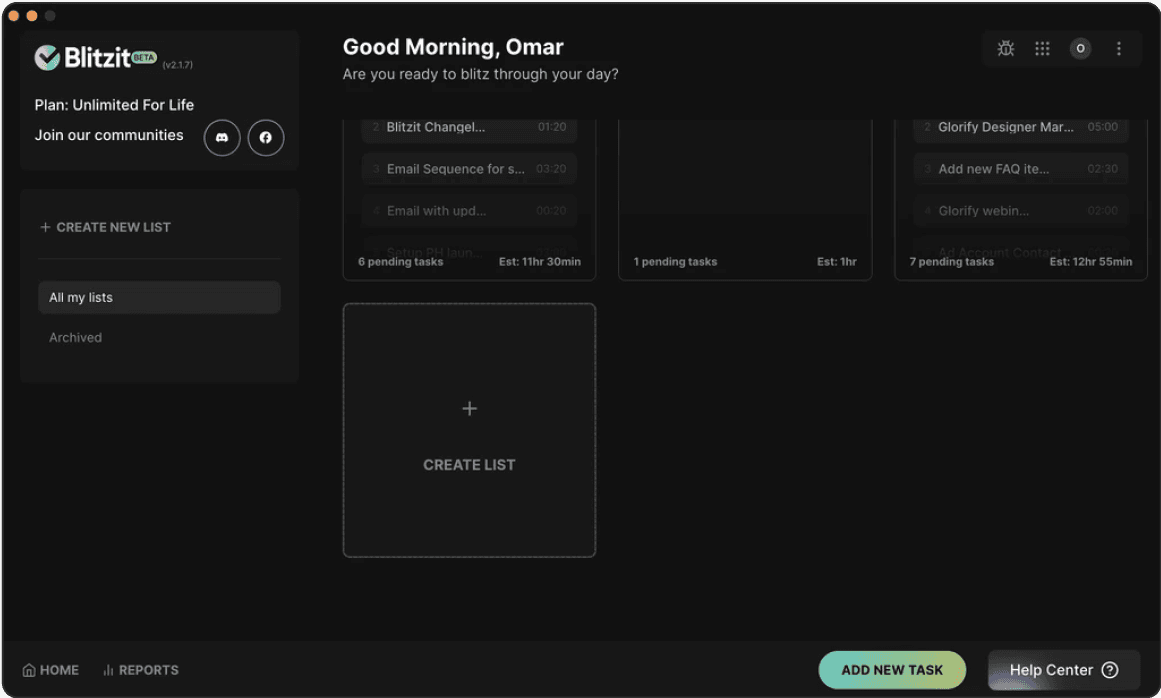 Blitzit BETA (v2.1.7)
Plan: Unlimited For Life
Join our communities
+ CREATE NEW LIST
All my lists
Archived
Good Morning, Omar
Are you ready to blitz through your day?
O
2 Blitzit Changel... 01:20
3 Email Sequence for s... 03:20
4 Email with upd... 00:20
Setup PH laun...
6 pending tasks Est: 11hr 30min
1 pending tasks Est: 1hr
2 Glorify Designer Mar... 05:00
3 Add new FAQ ite... 02:30
4 Glorify webin... 02:00
Ad Account Contact
7 pending tasks Est: 12hr 55min
+
CREATE LIST
HOME
REPORTS
ADD NEW TASK
Help Center ?